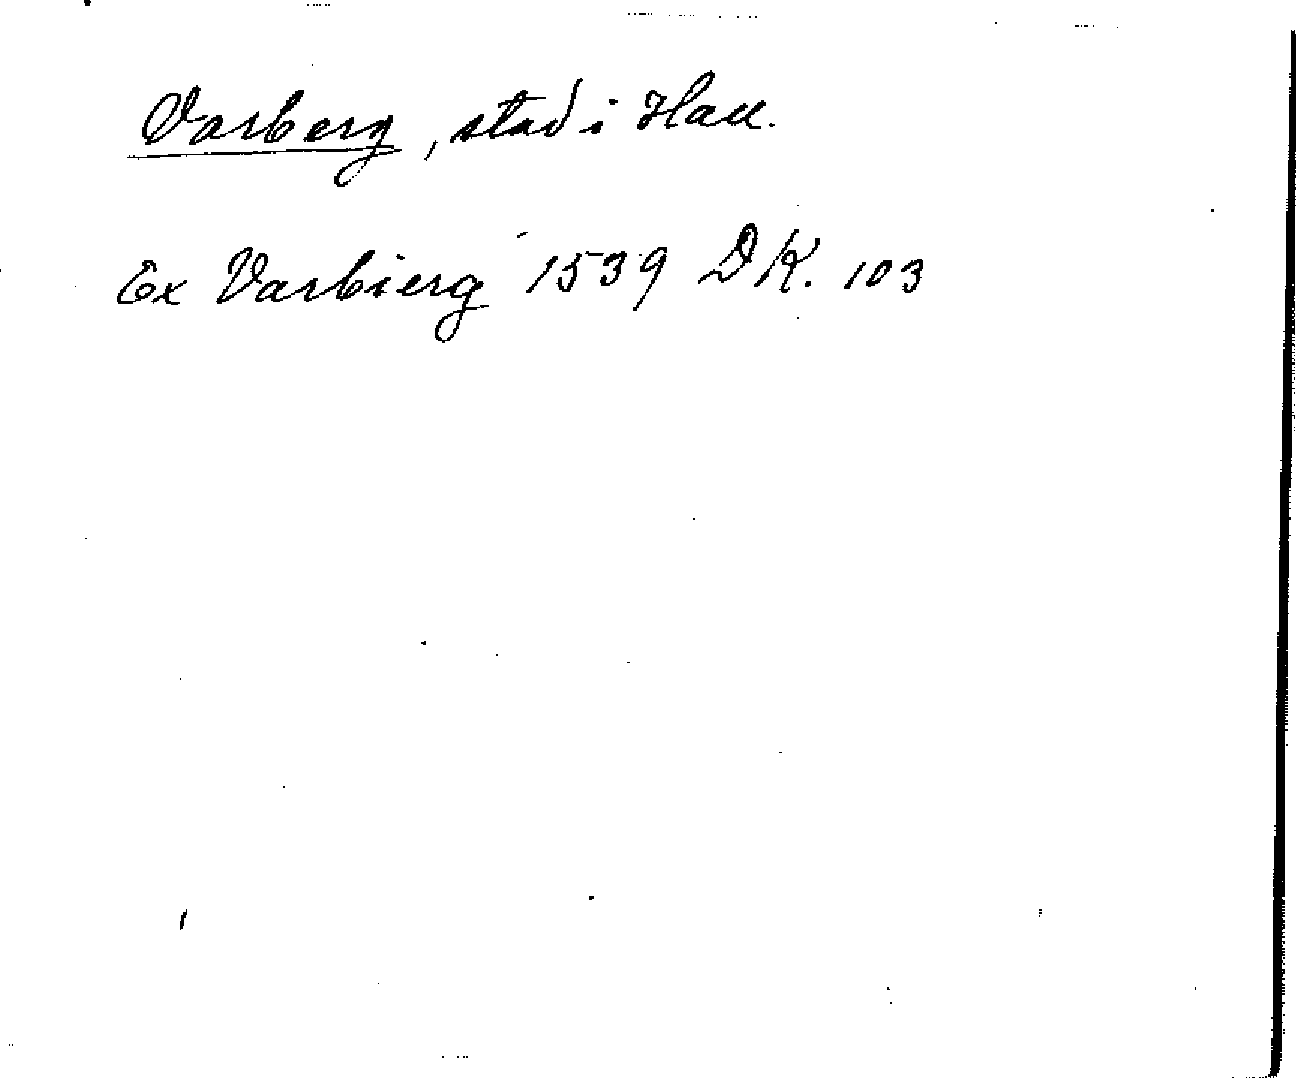 Varberg, stad i Hall.
Ex Varbierg 1539 DK. 103